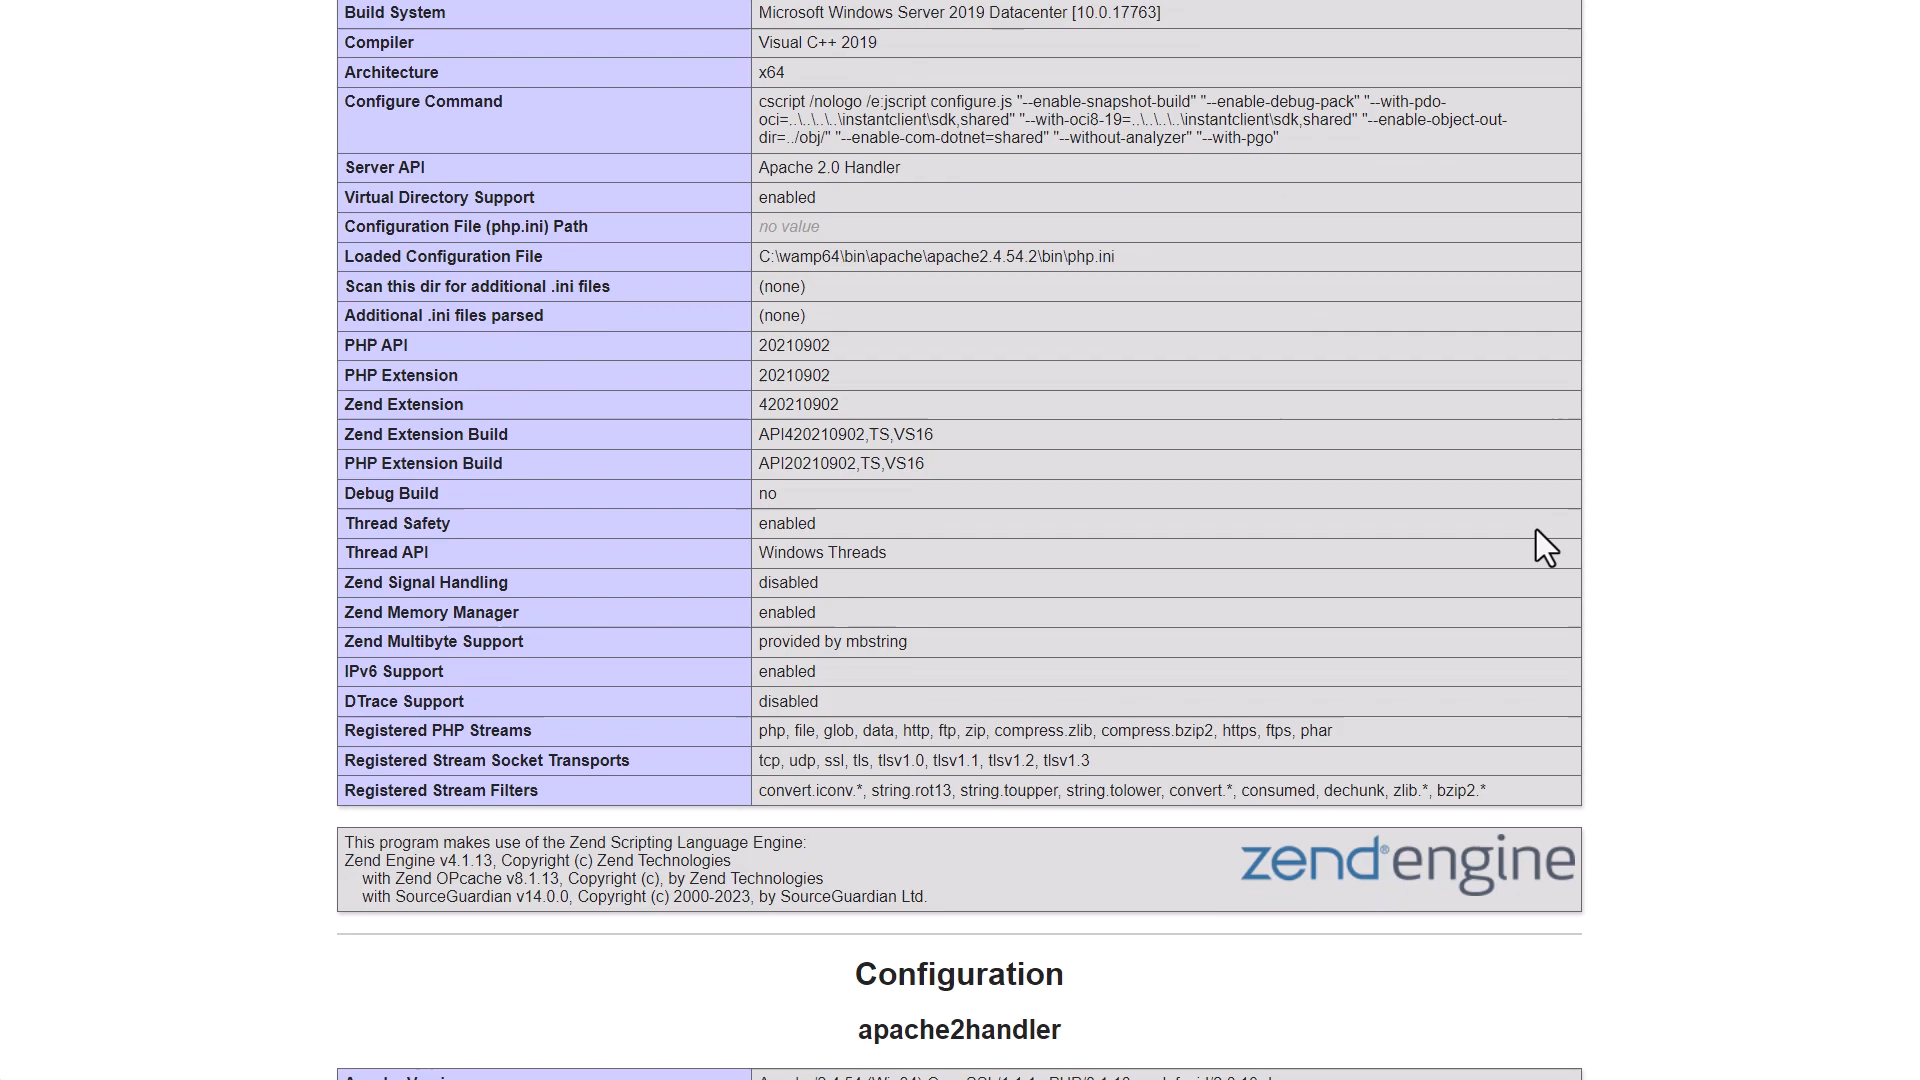 Build System Microsoft Windows Server 2019 Datacenter [10.0.17763]
Compiler Visual C++ 2019
Architecture x64
Configure Command cscript /nologo /e:jscript configure.js "--enable-snapshot-build" "--enable-debug-pack" "--with-pdo-
oci=..\..\..\..\instantclient\sdk,shared" "--with-oci8-19=..\..\..\..\instantclient\sdk,shared" "--enable-object-out-
dir=../obj/" "--enable-com-dotnet=shared" "--without-analyzer" "--with-pgo"
Server API Apache 2.0 Handler
Virtual Directory Support enabled
Configuration File (php.ini) Path no value
Loaded Configuration File C:\wamp64\bin\apache\apache2.4.54.2\bin\php.ini
Scan this dir for additional .ini files (none)
Additional .ini files parsed (none)
PHP API 20210902
PHP Extension 20210902
Zend Extension 420210902
Zend Extension Build API420210902,TS,VS16
PHP Extension Build API20210902,TS,VS16
Debug Build no
Thread Safety enabled
Thread API Windows Threads
Zend Signal Handling disabled
Zend Memory Manager enabled
Zend Multibyte Support provided by mbstring
IPv6 Support enabled
DTrace Support disabled
Registered PHP Streams php, file, glob, data, http, ftp, zip, compress.zlib, compress.bzip2, https, ftps, phar
Registered Stream Socket Transports tcp, udp, ssl, tls, tlsv1.0, tlsv1.1, tlsv1.2, tlsv1.3
Registered Stream Filters convert.iconv.*, string.rot13, string.toupper, string.tolower, convert.*, consumed, dechunk, zlib.*, bzip2.*
This program makes use of the Zend Scripting Language Engine:
Zend Engine v4.1.13, Copyright (c) Zend Technologies
with Zend OPcache v8.1.13, Copyright (c), by Zend Technologies
with SourceGuardian v14.0.0, Copyright (c) 2000-2023, by SourceGuardian Ltd.
zend® engine
Configuration
apache2handler